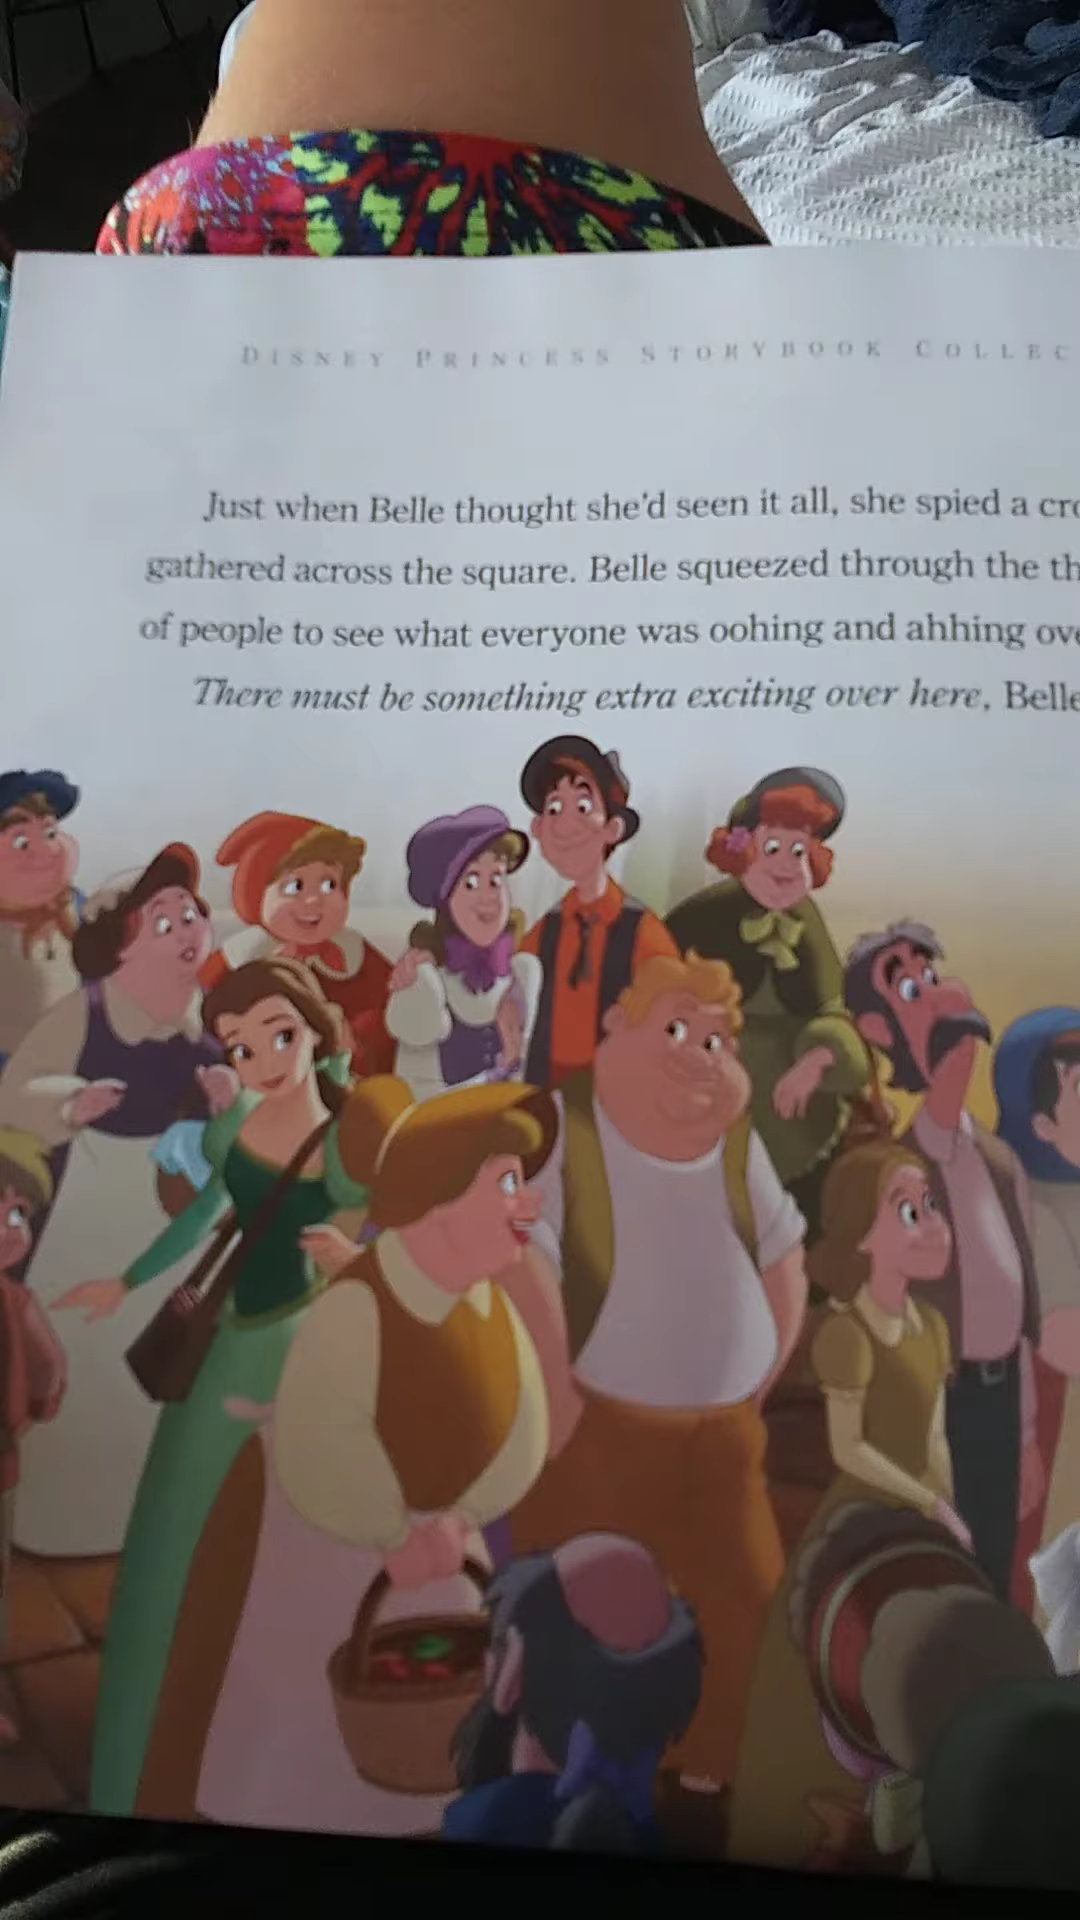 DISNEY PRINCESS STORYBOOK COLLEC
Just when Belle thought she'd seen it all, she spied a cro
gathered across the square. Belle squeezed through the th
of people to see what everyone was oohing and ahhing ove
There must be something extra exciting over here, Belle